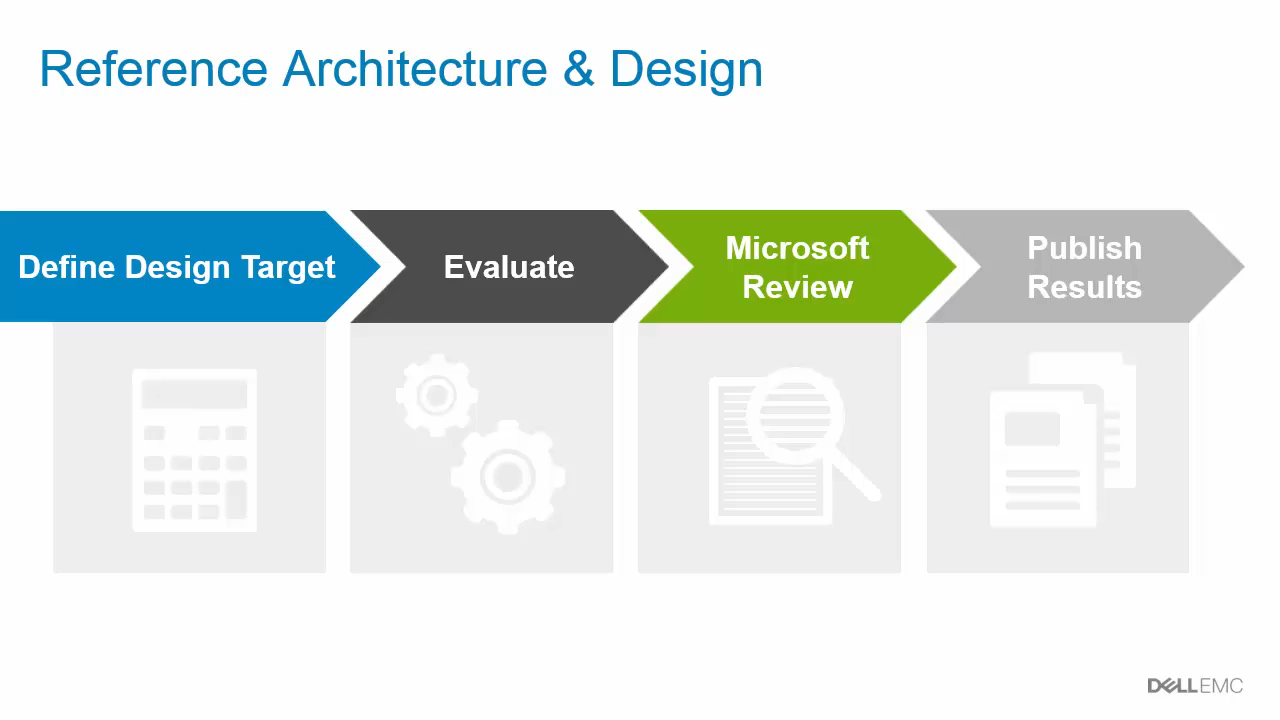 Reference Architecture & Design
Define Design Target
Evaluate
Microsoft
Review
Publish
Results
DELLEMC